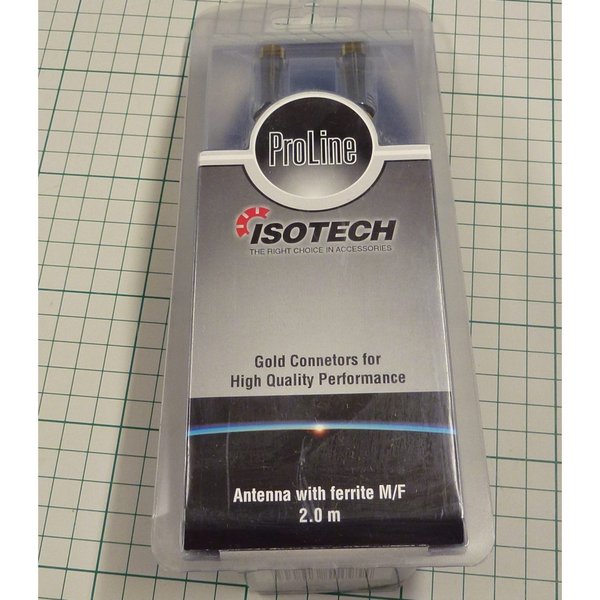 ProLine
ISOTECH
THE RIGHT CHOICE IN ACCESSORIES
Gold Connetors for
High Quality Performance
Antenna with ferrite M/F
2.0 m